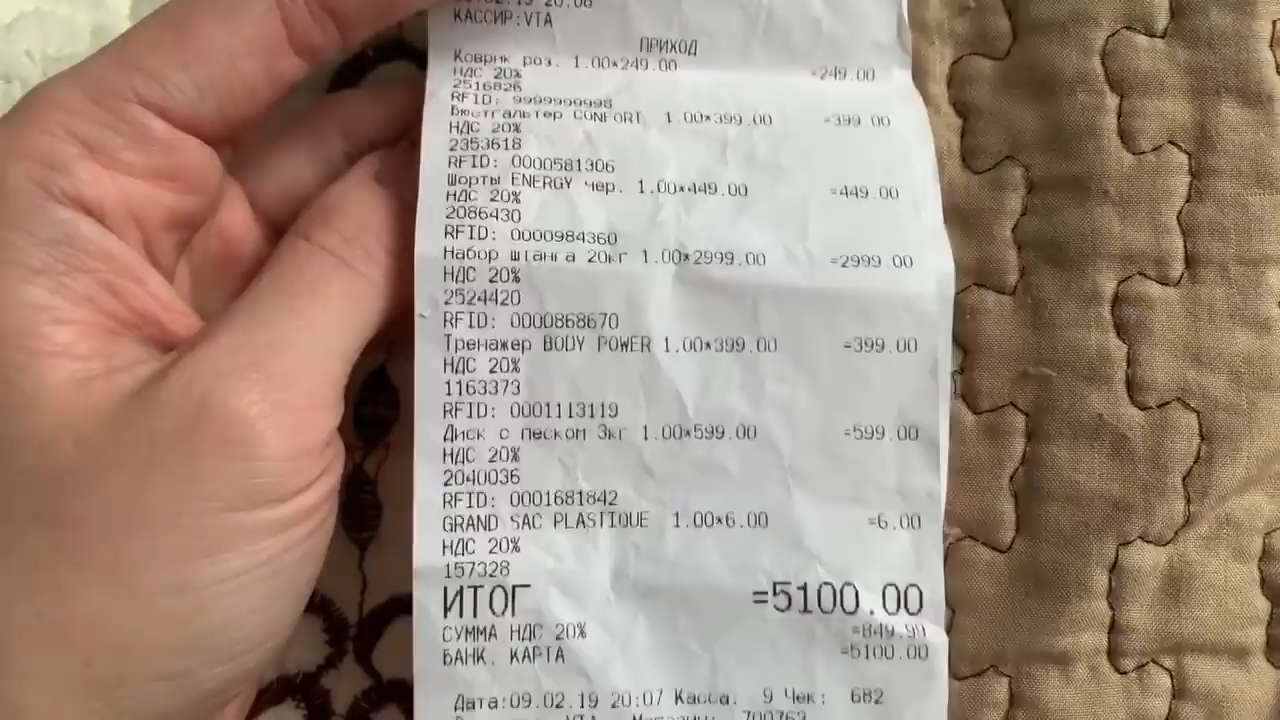 КАССИР:VTA
ПРИХОД
Коврик роз. 1.00*249.00 =249.00
НДС 20%
2516826
RFID: 9999999998
Бюстгальтер CONFORT 1.00*399.00 =399.00
НДС 20%
2353618
RFID: 0000581306
Шорты ENERGY чер. 1.00*449.00 =449.00
НДС 20%
2086430
RFID: 0000984360
Набор штанга 20кг 1.00*2999.00 =2999.00
НДС 20%
2524420
RFID: 0000868670
Тренажер BODY POWER 1.00*399.00 =399.00
НДС 20%
1163373
RFID: 0001113119
Диск с песком 3кг 1.00*599.00 =599.00
НДС 20%
2040036
RFID: 0001681842
GRAND SAC PLASTIQUE 1.00*6.00 =6.00
НДС 20%
157328
ИТОГ =5100.00
СУММА НДС 20% =849.99
БАНК. КАРТА =5100.00
Дата:09.02.19 20:07 Касса. 9 Чек: 682